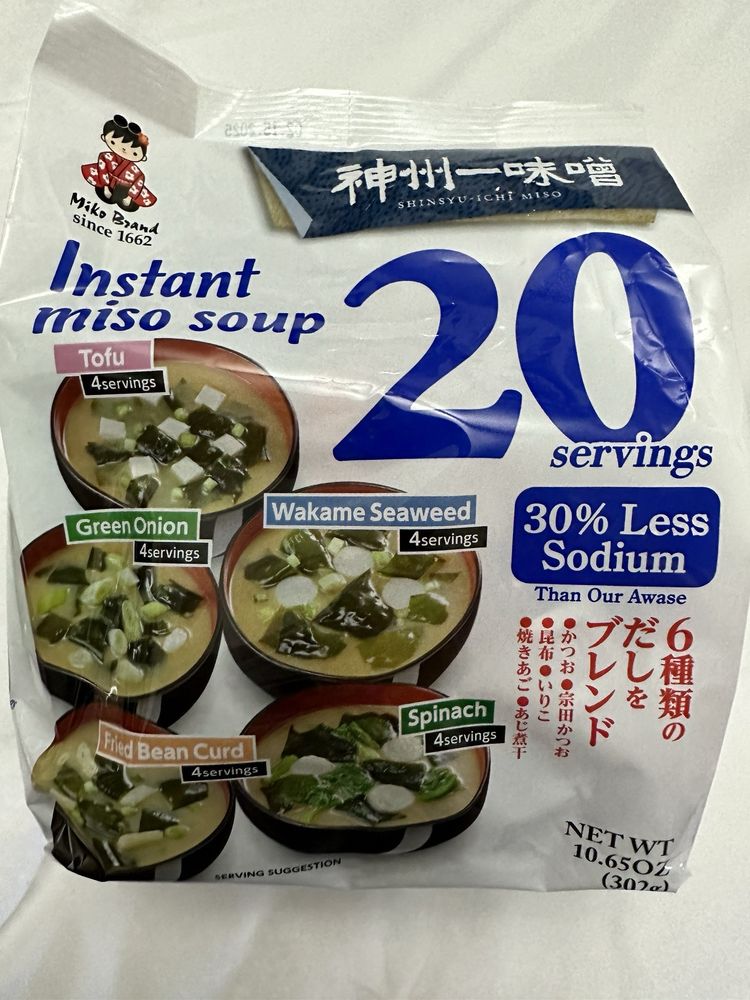 02.15.2025
神州一味噌
SHINSYU-ICHI MISO
Miko Brand
since 1662
Instant
miso soup
20
servings
Tofu
4servings
Green Onion
4servings
Wakame Seaweed
4servings
Fried Bean Curd
4servings
Spinach
4servings
30% Less
Sodium
Than Our Awase
6種類の
だしを
ブレンド
●かつお●宗田かつお
●昆布●いりこ
●焼きあご●あじ煮干
SERVING SUGGESTION
NET WT
10.65OZ
(302g)